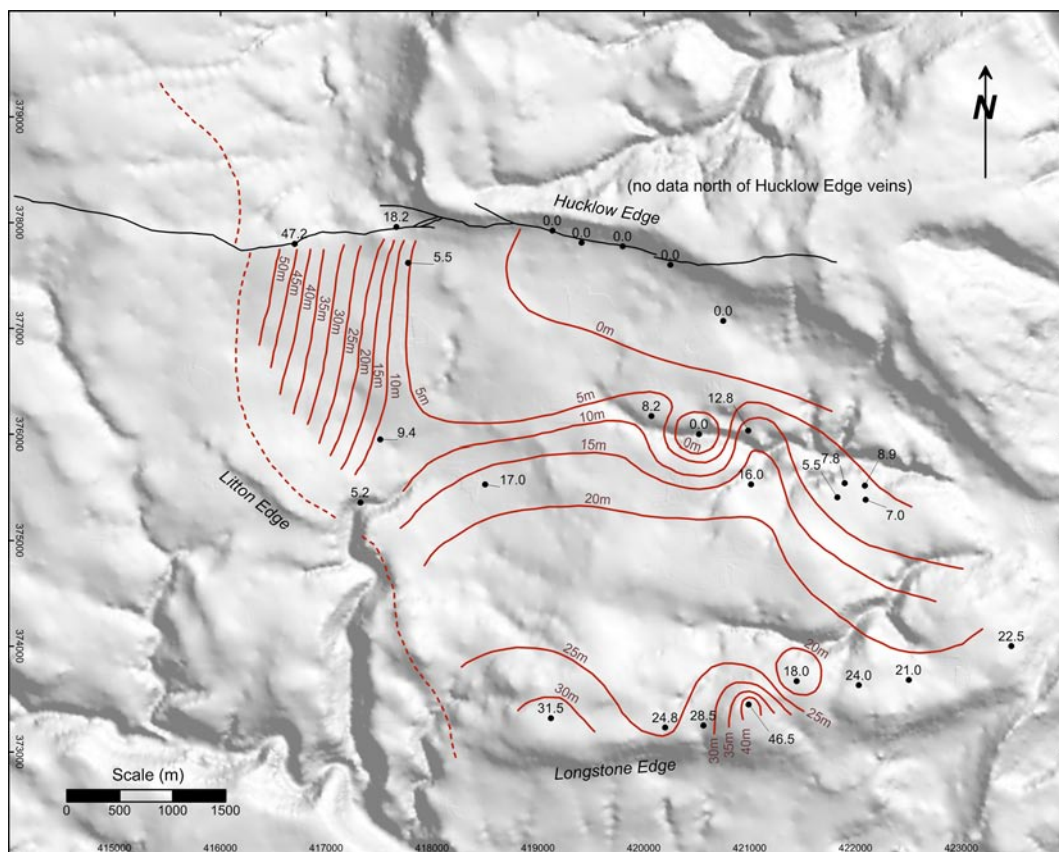 379000
N
(no data north of Hucklow Edge veins)
Hucklow Edge
378000
18.2
0.0
0.0
0.0
0.0
47.2
5.5
50m
45m
40m
35m
30m
25m
20m
15m
10m
5m
377000
0.0
0m
5m
8.2
12.8
10m
0.0
0m
376000
9.4
15m
5.5
7.8
8.9
17.0
16.0
7.0
Litton Edge
5.2
20m
375000
374000
25m
20m
22.5
18.0
24.0
21.0
30m
31.5
24.8
28.5
25m
46.5
30m
35m
40m
373000
Scale (m)
Longstone Edge
0
500
1000
1500
415000
416000
417000
418000
419000
420000
421000
422000
423000